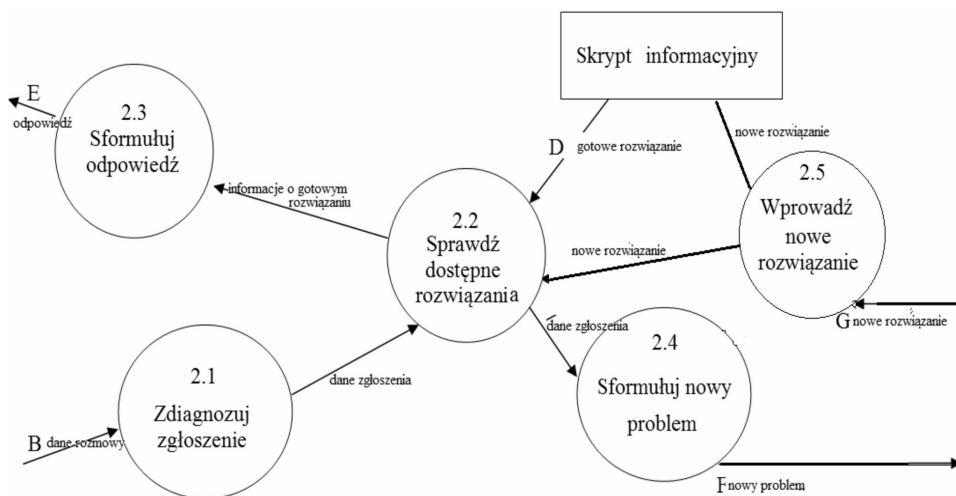 Skrypt informacyjny
E
odpowiedź
2.3
Sformułuj
odpowiedź
D
gotowe rozwiązanie
nowe rozwiązanie
2.5
Wprowadź
nowe
rozwiązanie
informacje o gotowym
rozwiązaniu
2.2
Sprawdź
dostępne
rozwiązania
nowe rozwiązanie
G nowe rozwiązanie
dane zgłoszenia
2.4
Sformułuj nowy
problem
2.1
Zdiagnozuj
zgłoszenie
dane zgłoszenia
B dane rozmowy
F nowy problem